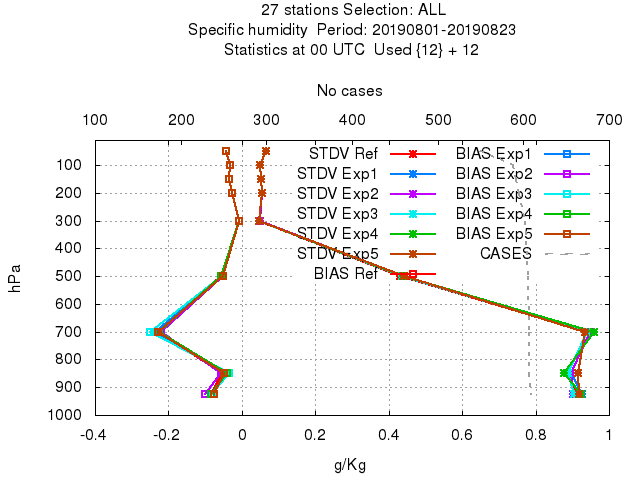 27 stations Selection: ALL
Specific humidity  Period: 20190801-20190823
Statistics at 00 UTC  Used {12} + 12
No cases
100 200 300 400 500 600 700
STDV Ref BIAS Exp1
STDV Exp1 BIAS Exp2
STDV Exp2 BIAS Exp3
STDV Exp3 BIAS Exp4
STDV Exp4 BIAS Exp5
STDV Exp5 CASES
BIAS Ref
hPa
100
200
300
400
500
600
700
800
900
1000
-0.4 -0.2 0 0.2 0.4 0.6 0.8 1
g/Kg